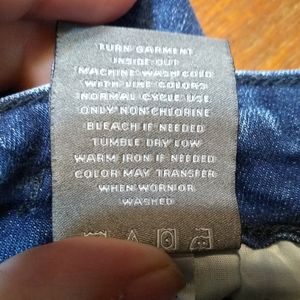 TURN GARMENT
INSIDE OUT
MACHINE WASH COLD
WITH LIKE COLORS
NORMAL CYCLE USE
ONLY NON-CHLORINE
BLEACH IF NEEDED
TUMBLE DRY LOW
WARM IRON IF NEEDED
COLOR MAY TRANSFER
WHEN WORN OR
WASHED